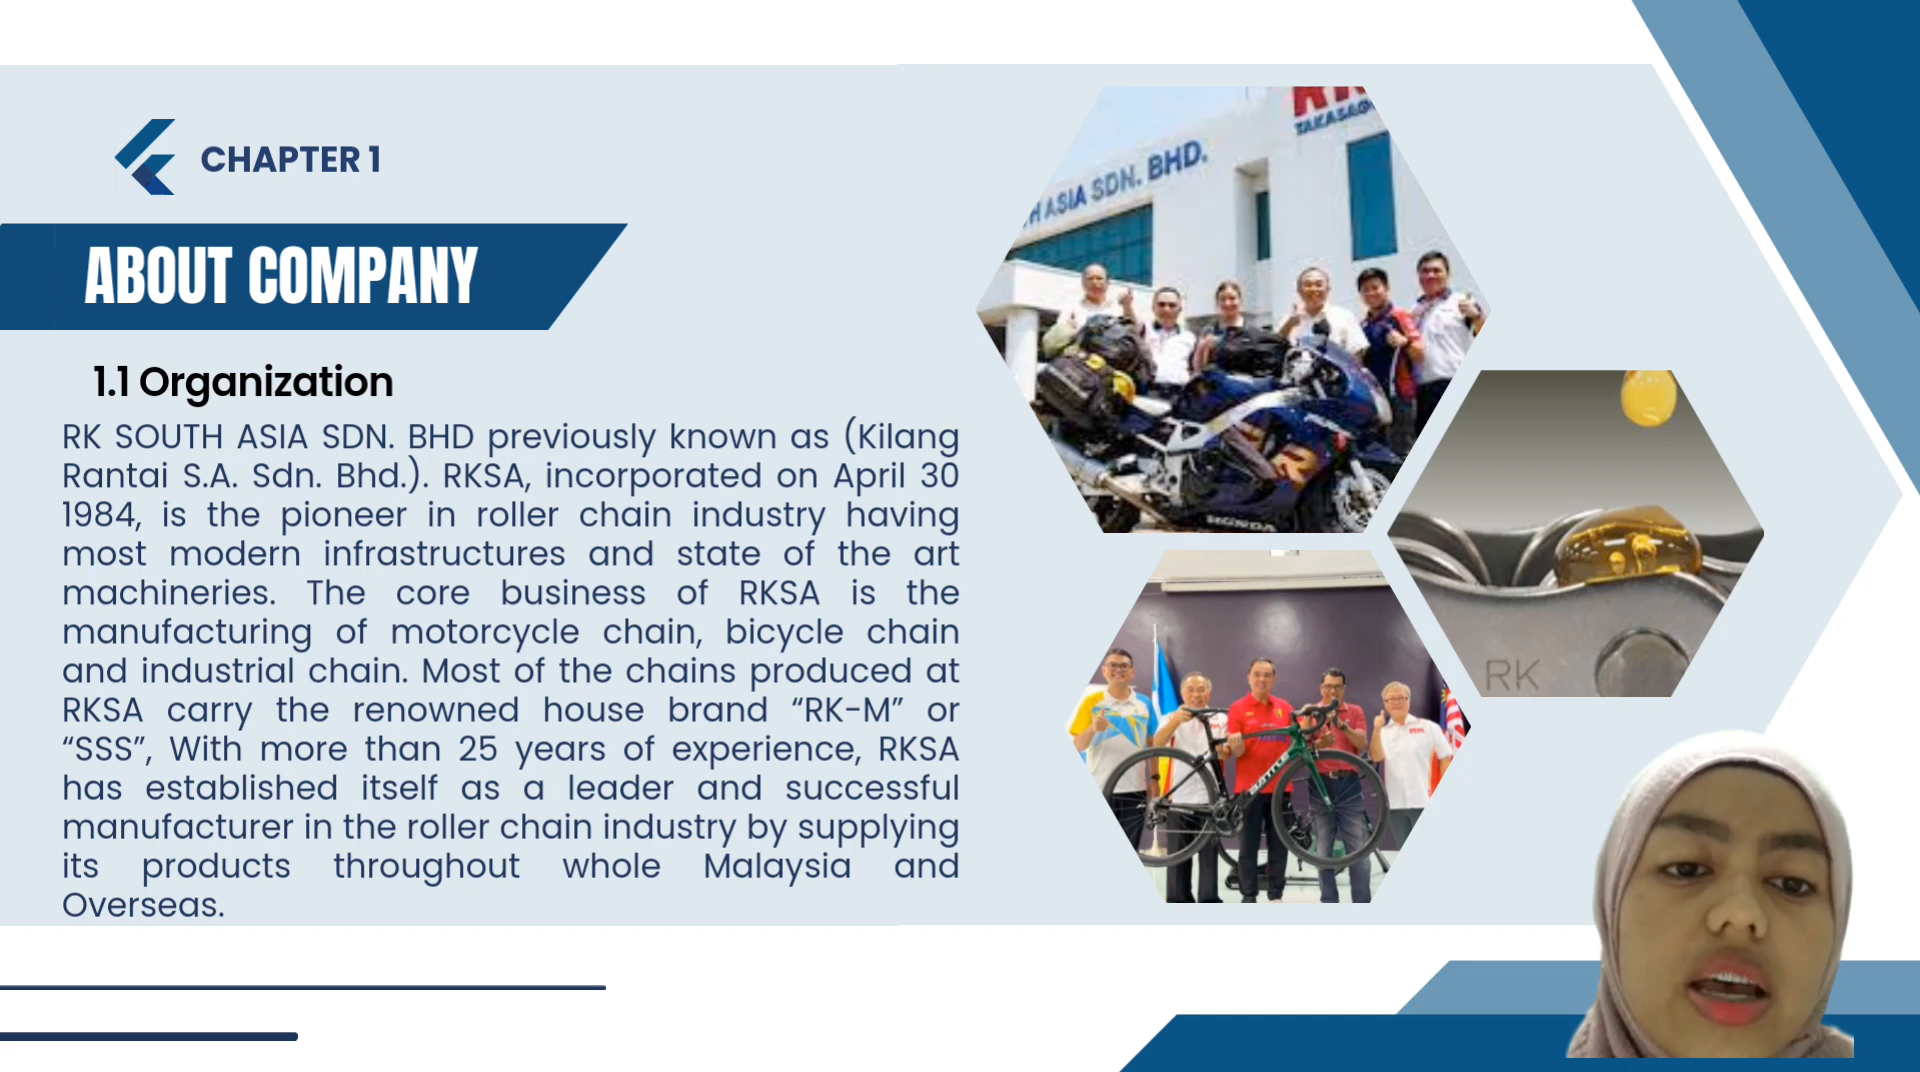 CHAPTER 1
ABOUT COMPANY
1.1 Organization
RK SOUTH ASIA SDN. BHD previously known as (Kilang
Rantai S.A. Sdn. Bhd.). RKSA, incorporated on April 30
1984, is the pioneer in roller chain industry having
most modern infrastructures and state of the art
machineries. The core business of RKSA is the
manufacturing of motorcycle chain, bicycle chain
and industrial chain. Most of the chains produced at
RKSA carry the renowned house brand “RK-M” or
“SSS”, With more than 25 years of experience, RKSA
has established itself as a leader and successful
manufacturer in the roller chain industry by supplying
its products throughout whole Malaysia and
Overseas.
ASIA SDN. BHD.
HONDA
RK
BATTLE
RK